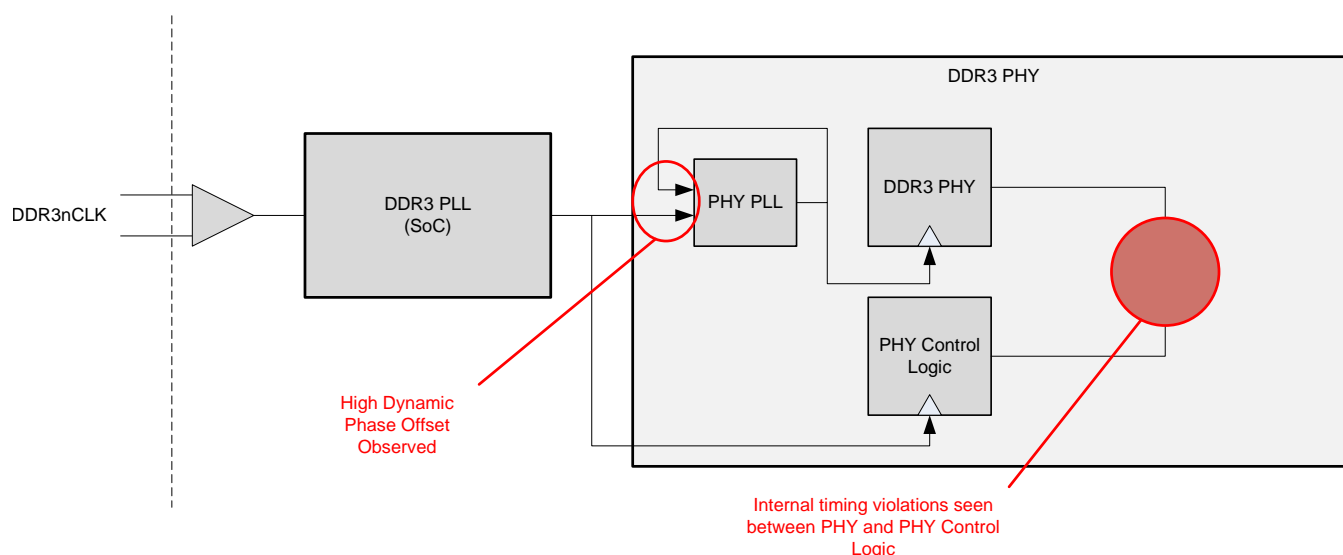 DDR3 PHY
DDR3nCLK
DDR3 PLL
(SoC)
PHY PLL
DDR3 PHY
PHY Control
Logic
High Dynamic
Phase Offset
Observed
Internal timing violations seen
between PHY and PHY Control
Logic